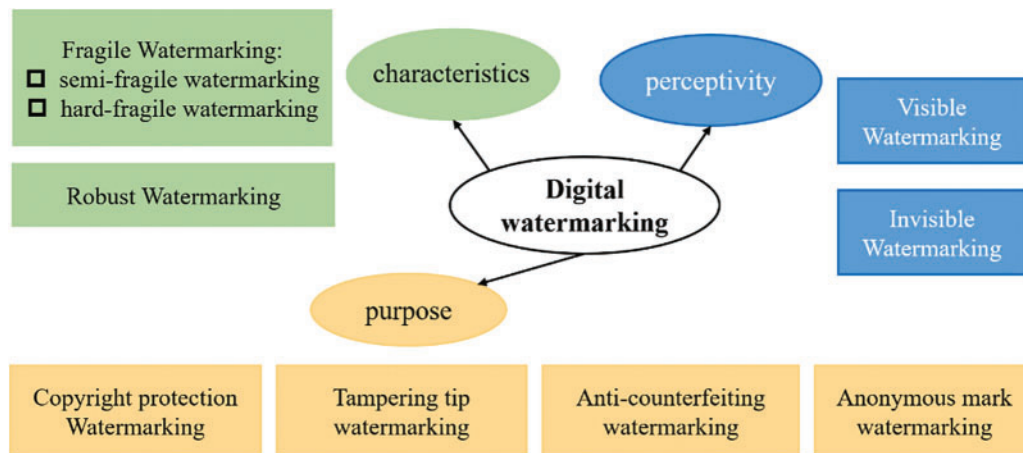 Fragile Watermarking:
semi-fragile watermarking
hard-fragile watermarking
Robust Watermarking
characteristics
perceptivity
Visible
Watermarking
Invisible
Watermarking
Digital
watermarking
purpose
Copyright protection
Watermarking
Tampering tip
watermarking
Anti-counterfeiting
watermarking
Anonymous mark
watermarking